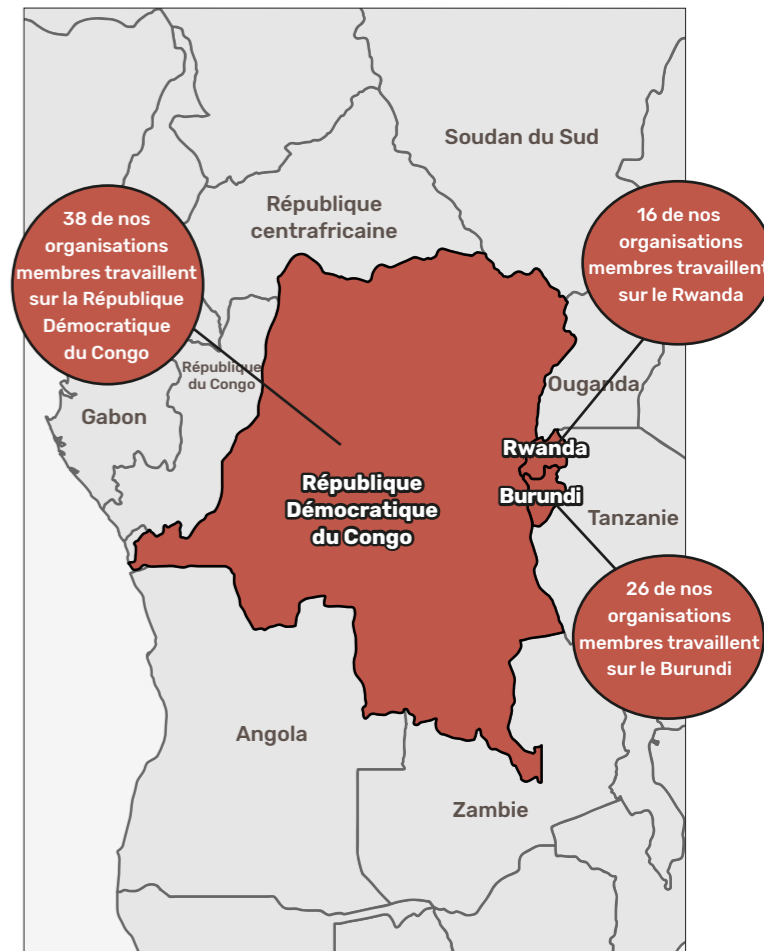 Soudan du Sud
38 de nos
organisations
membres travaillent
sur la République
Démocratique
du Congo
République
centrafricaine
16 de nos
organisations
membres travaillent
sur le Rwanda
République
du Congo
Gabon
Ouganda
Rwanda
Burundi
République
Démocratique
du Congo
Tanzanie
26 de nos
organisations
membres travaillent
sur le Burundi
Angola
Zambie